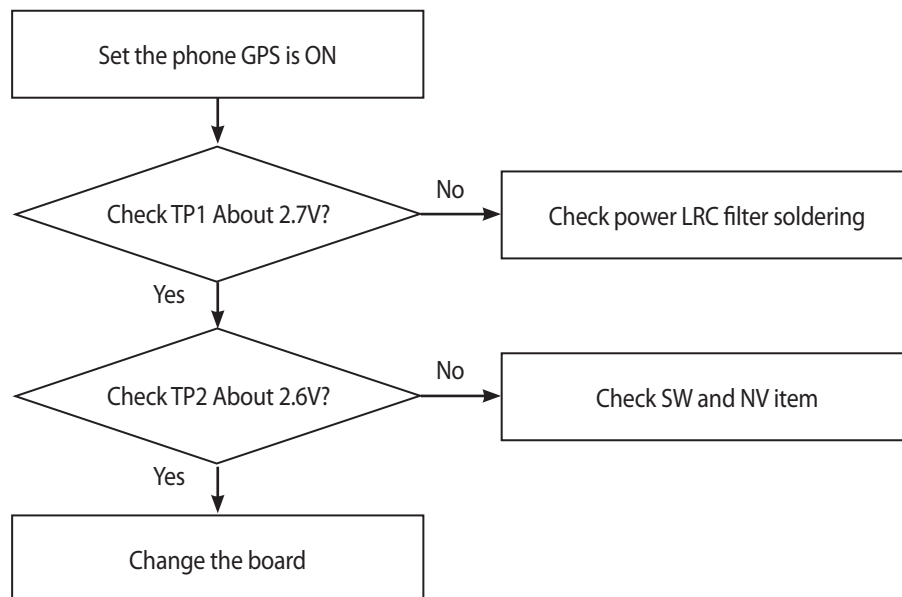 Set the phone GPS is ON
Check TP1 About 2.7V?
No
Check power LRC filter soldering
Yes
Check TP2 About 2.6V?
No
Check SW and NV item
Yes
Change the board